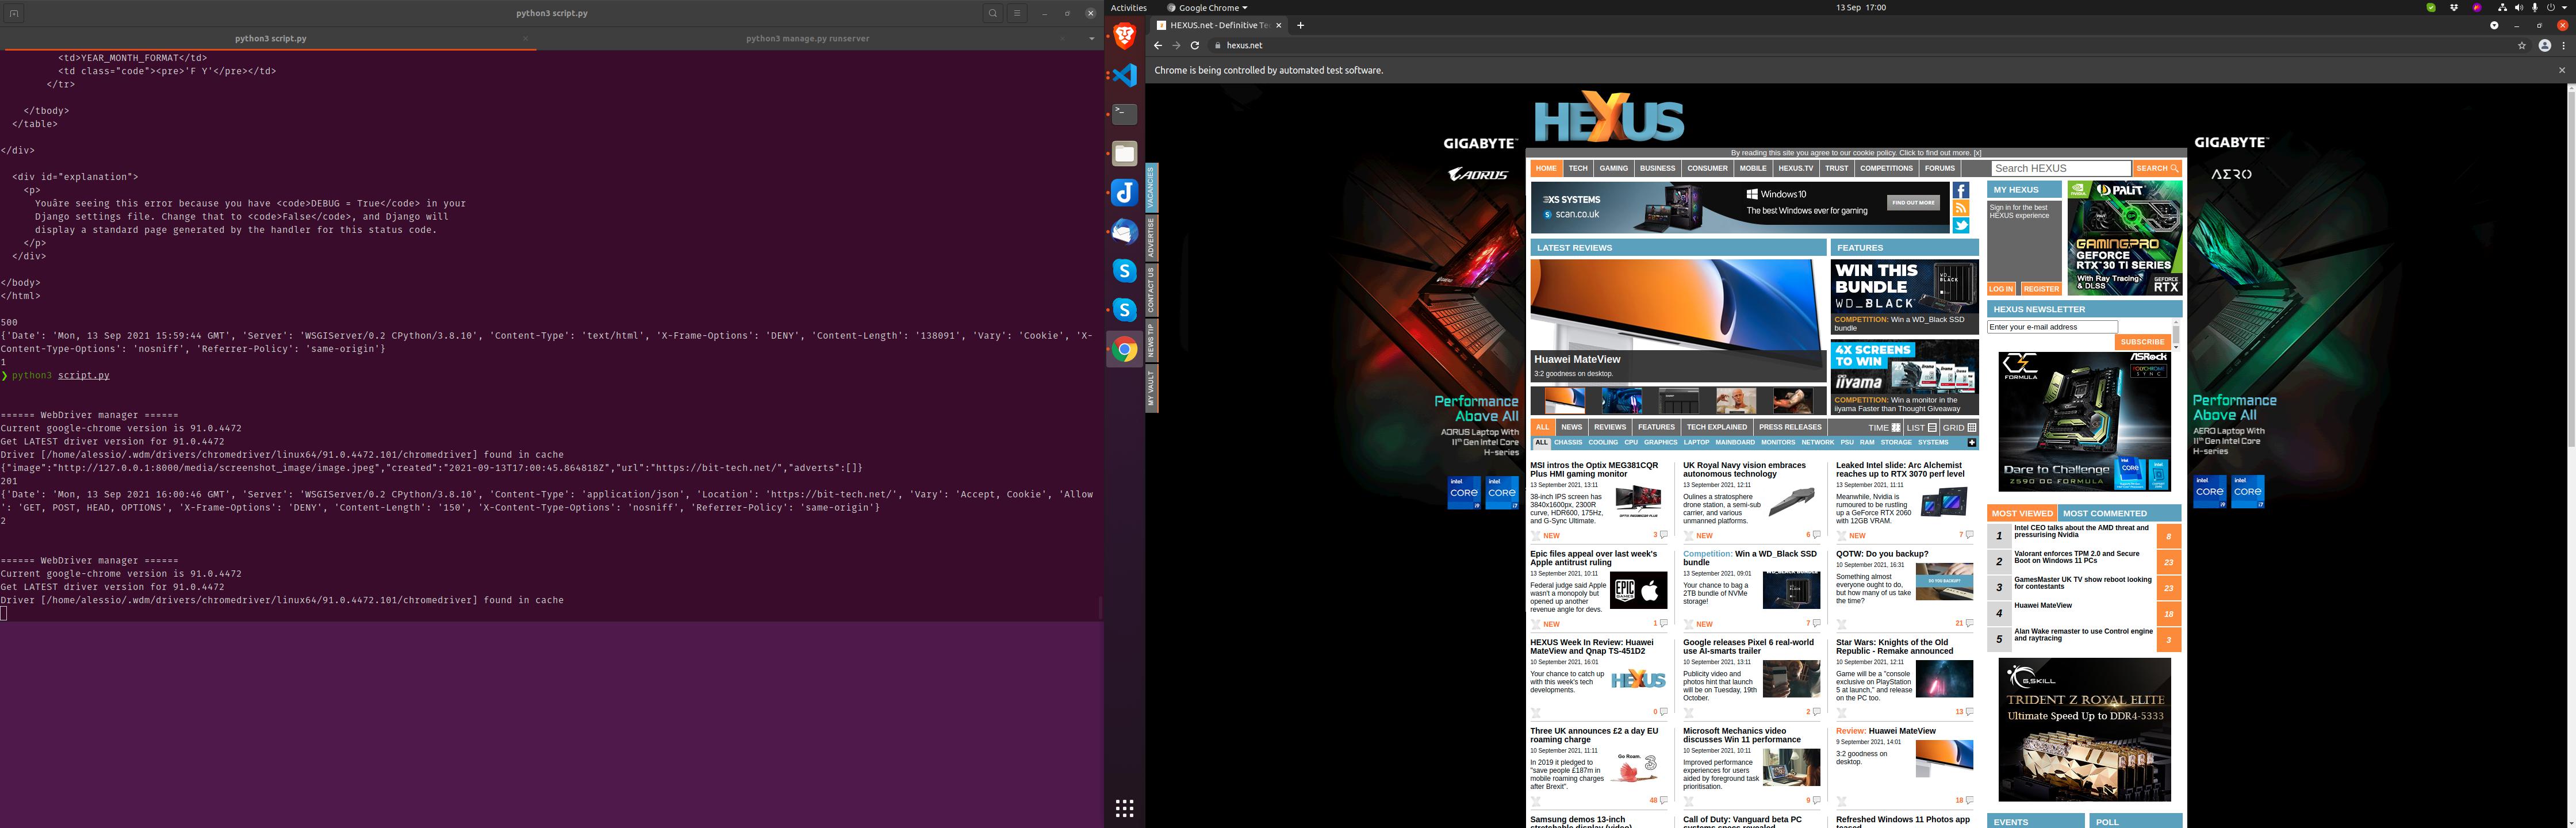 python3 script.py
python3 script.py
python3 manage.py runserver
<td>YEAR_MONTH_FORMAT</td>
<td class="code"><pre>'F Y'</pre></td>
</tr>
</tbody>
</table>
</div>
<div id="explanation">
<p>
Youâre seeing this error because you have <code>DEBUG = True</code> in your
Django settings file. Change that to <code>False</code>, and Django will
display a standard page generated by the handler for this status code.
</p>
</div>
</body>
</html>
500
{'Date': 'Mon, 13 Sep 2021 15:59:44 GMT', 'Server': 'WSGIServer/0.2 CPython/3.8.10', 'Content-Type': 'text/html', 'X-Frame-Options': 'DENY', 'Content-Length': '138091', 'Vary': 'Cookie', 'X-
Content-Type-Options': 'nosniff', 'Referrer-Policy': 'same-origin'}
1
❯ python3 script.py
====== WebDriver manager ======
Current google-chrome version is 91.0.4472
Get LATEST driver version for 91.0.4472
Driver [/home/alessio/.wdm/drivers/chromedriver/linux64/91.0.4472.101/chromedriver] found in cache
{"image":"http://127.0.0.1:8000/media/screenshot_image/image.jpeg","created":"2021-09-13T17:00:45.864818Z","url":"https://bit-tech.net/","adverts":[]}
201
{'Date': 'Mon, 13 Sep 2021 16:00:46 GMT', 'Server': 'WSGIServer/0.2 CPython/3.8.10', 'Content-Type': 'application/json', 'Location': 'https://bit-tech.net/', 'Vary': 'Accept, Cookie', 'Allow
': 'GET, POST, HEAD, OPTIONS', 'X-Frame-Options': 'DENY', 'Content-Length': '150', 'X-Content-Type-Options': 'nosniff', 'Referrer-Policy': 'same-origin'}
2
====== WebDriver manager ======
Current google-chrome version is 91.0.4472
Get LATEST driver version for 91.0.4472
Driver [/home/alessio/.wdm/drivers/chromedriver/linux64/91.0.4472.101/chromedriver] found in cache
Activities
Google Chrome
13 Sep 17:00
HEXUS.net - Definitive Te
hexus.net
Chrome is being controlled by automated test software.
HEXUS
GIGABYTE
AORUS
Performance
Above All
AORUS Laptop With
11th Gen Intel Core
H-series
intel CORE i9
intel CORE i7
GIGABYTE
AERO
Performance
Above All
AERO Laptop With
11th Gen Intel Core
H-series
intel CORE i9
intel CORE i7
VACANCIES
ADVERTISE
CONTACT US
NEWS TIP
MY VAULT
By reading this site you agree to our cookie policy. Click to find out more. [x]
HOME TECH GAMING BUSINESS CONSUMER MOBILE HEXUS.TV TRUST COMPETITIONS FORUMS
Search HEXUS
SEARCH
3XS SYSTEMS
scan.co.uk
Windows 10
The best Windows ever for gaming
FIND OUT MORE
MY HEXUS
Sign in for the best
HEXUS experience
LOG IN REGISTER
PALIT
GAMINGPRO
GEFORCE
RTX 30 Ti SERIES
With Ray Tracing
& DLSS
GEFORCE
RTX
LATEST REVIEWS
Huawei MateView
3:2 goodness on desktop.
FEATURES
WIN THIS
BUNDLE
WD_BLACK
COMPETITION: Win a WD_Black SSD
bundle
4X SCREENS
TO WIN
iiyama
COMPETITION: Win a monitor in the
iiyama Faster than Thought Giveaway
HEXUS NEWSLETTER
Enter your e-mail address
SUBSCRIBE
OC
FORMULA
ASRock
POLYCHROME
SYNC
Dare to Challenge
Z590 OC FORMULA
intel CORE
ALL NEWS REVIEWS FEATURES TECH EXPLAINED PRESS RELEASES
TIME LIST GRID
ALL CHASSIS COOLING CPU GRAPHICS LAPTOP MAINBOARD MONITORS NETWORK PSU RAM STORAGE SYSTEMS
MSI intros the Optix MEG381CQR
Plus HMI gaming monitor
13 September 2021, 13:11
38-inch IPS screen has
3840x1600px, 2300R
curve, HDR600, 175Hz,
and G-Sync Ultimate.
NEW 3
UK Royal Navy vision embraces
autonomous technology
13 September 2021, 12:11
Oulines a stratosphere
drone station, a semi-sub
carrier, and various
unmanned platforms.
NEW 6
Leaked Intel slide: Arc Alchemist
reaches up to RTX 3070 perf level
13 September 2021, 11:11
Meanwhile, Nvidia is
rumoured to be rustling
up a GeForce RTX 2060
with 12GB VRAM.
NEW 7
Epic files appeal over last week's
Apple antitrust ruling
13 September 2021, 10:11
Federal judge said Apple
wasn't a monopoly but
opened up another
revenue angle for devs.
EPIC
GAMES
NEW 1
Competition: Win a WD_Black SSD
bundle
13 September 2021, 09:01
Your chance to bag a
2TB bundle of NVMe
storage!
NEW 7
QOTW: Do you backup?
10 September 2021, 16:31
Something almost
everyone ought to do,
but how many of us take
the time?
DO YOU BACKUP?
21
HEXUS Week In Review: Huawei
MateView and Qnap TS-451D2
10 September 2021, 16:01
Your chance to catch up
with this week's tech
developments.
HEXUS
0
Google releases Pixel 6 real-world
use AI-smarts trailer
10 September 2021, 13:11
Publicity video and
photos hint that launch
will be on Tuesday, 19th
October.
2
Star Wars: Knights of the Old
Republic - Remake announced
10 September 2021, 12:11
Game will be a "console
exclusive on PlayStation
5 at launch," and release
on the PC too.
13
Three UK announces £2 a day EU
roaming charge
10 September 2021, 11:11
In 2019 it pledged to
"save people £187m in
mobile roaming charges
after Brexit".
Go Roam.
3
48
Microsoft Mechanics video
discusses Win 11 performance
10 September 2021, 10:11
Improved performance
experiences for users
aided by foreground task
prioritisation.
9
Review: Huawei MateView
9 September 2021, 14:01
3:2 goodness on
desktop.
18
Samsung demos 13-inch
stretchable display (video)
Call of Duty: Vanguard beta PC
systems specs revealed
Refreshed Windows 11 Photos app
teased
MOST VIEWED MOST COMMENTED
1 Intel CEO talks about the AMD threat and
pressurising Nvidia 8
2 Valorant enforces TPM 2.0 and Secure
Boot on Windows 11 PCs 23
3 GamesMaster UK TV show reboot looking
for contestants 23
4 Huawei MateView 18
5 Alan Wake remaster to use Control engine
and raytracing 3
G.SKILL
TRIDENT Z ROYAL ELITE
Ultimate Speed Up to DDR4-5333
EVENTS
POLL